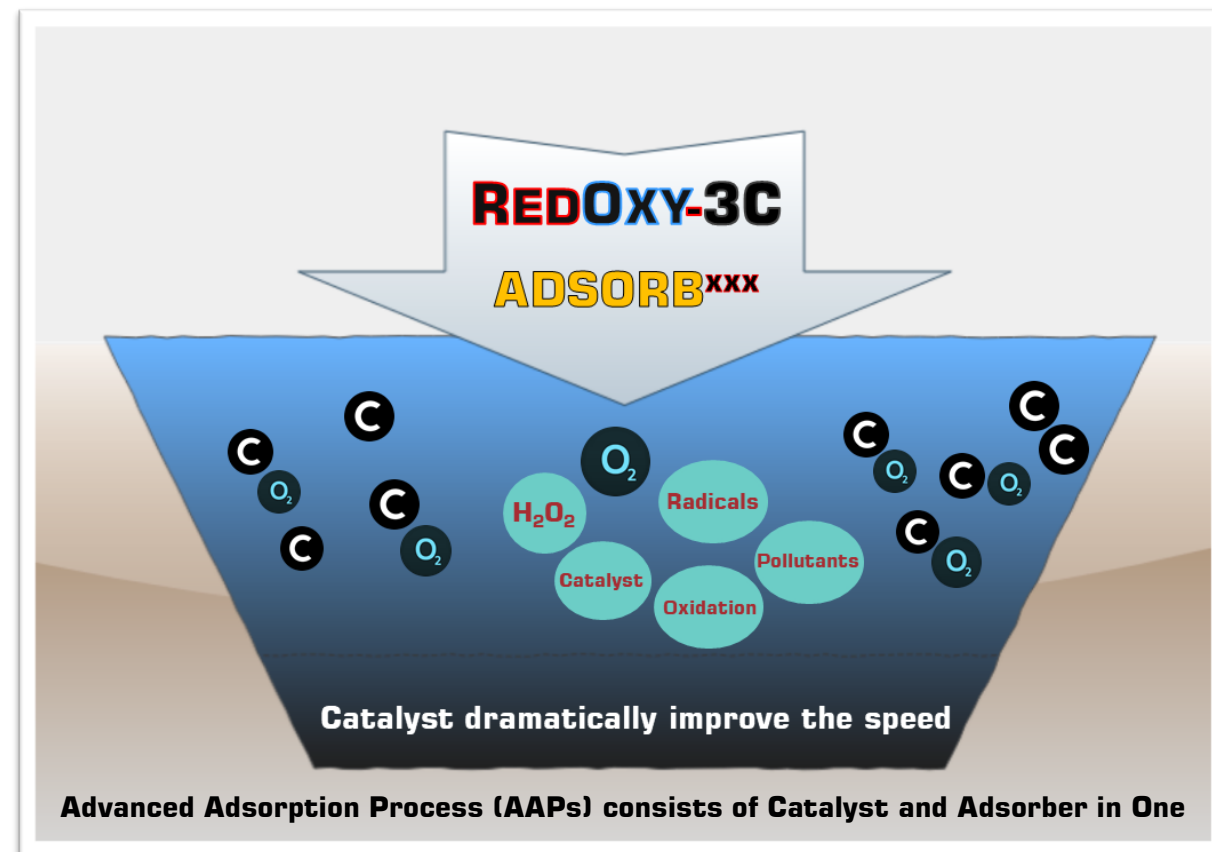 RedOxy-3C
ADSORBxxx
C
C
O₂
C
C
O₂
O₂
H₂O₂
Radicals
Catalyst
Oxidation
Pollutants
C
O₂
C
O₂
C
C
C
O₂
Catalyst dramatically improve the speed
Advanced Adsorption Process (AAPs) consists of Catalyst and Adsorber in One